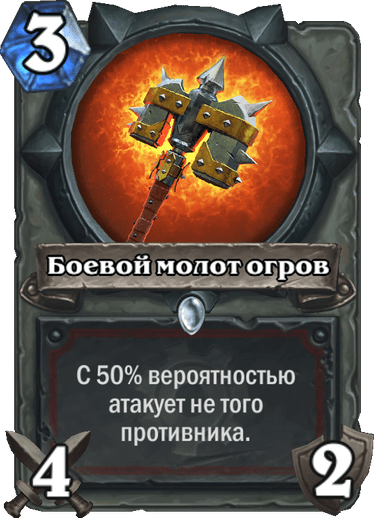 3
Боевой молот огров
С 50% вероятностью
атакует не того
противника.
4
2